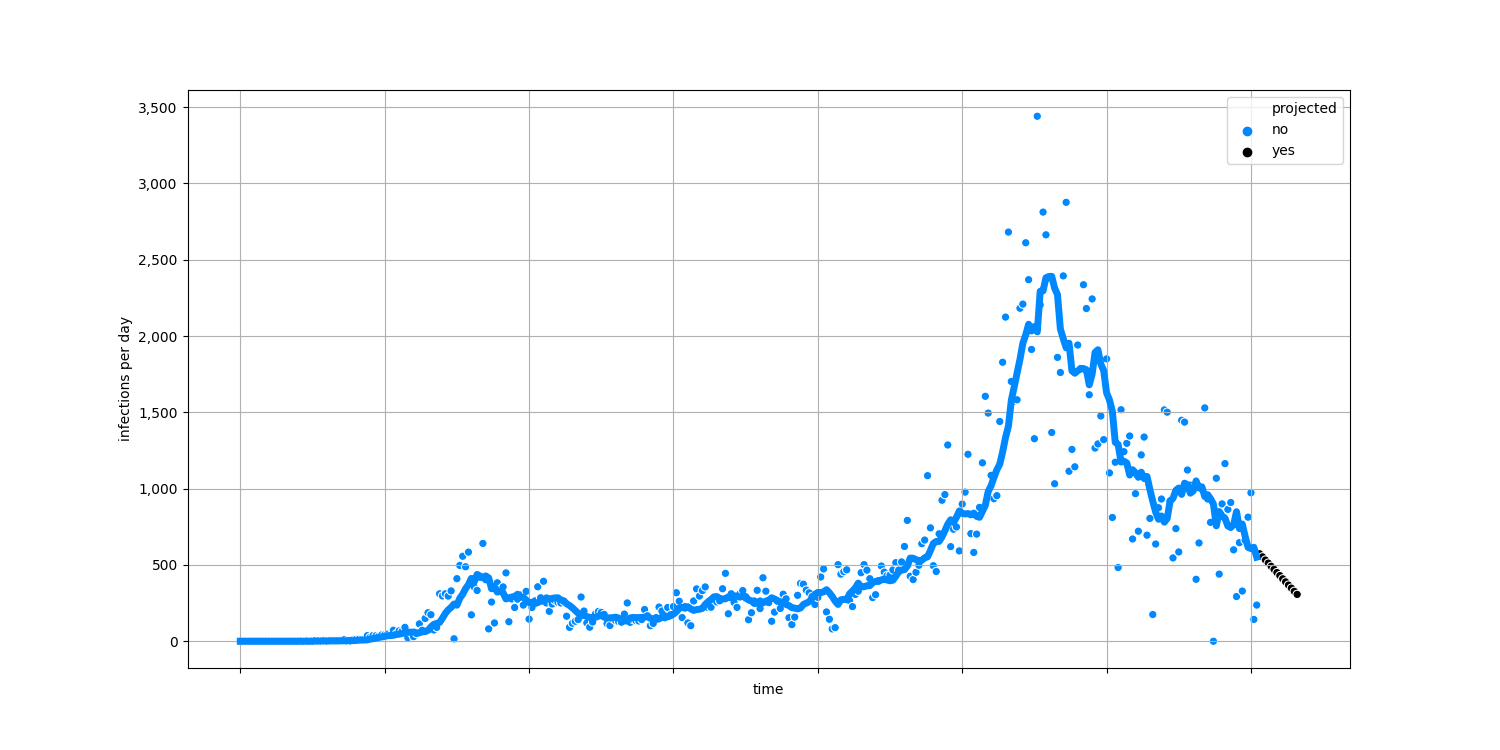 3,500
3,000
2,500
2,000
1,500
1,000
500
0
infections per day
time
projected
no
yes